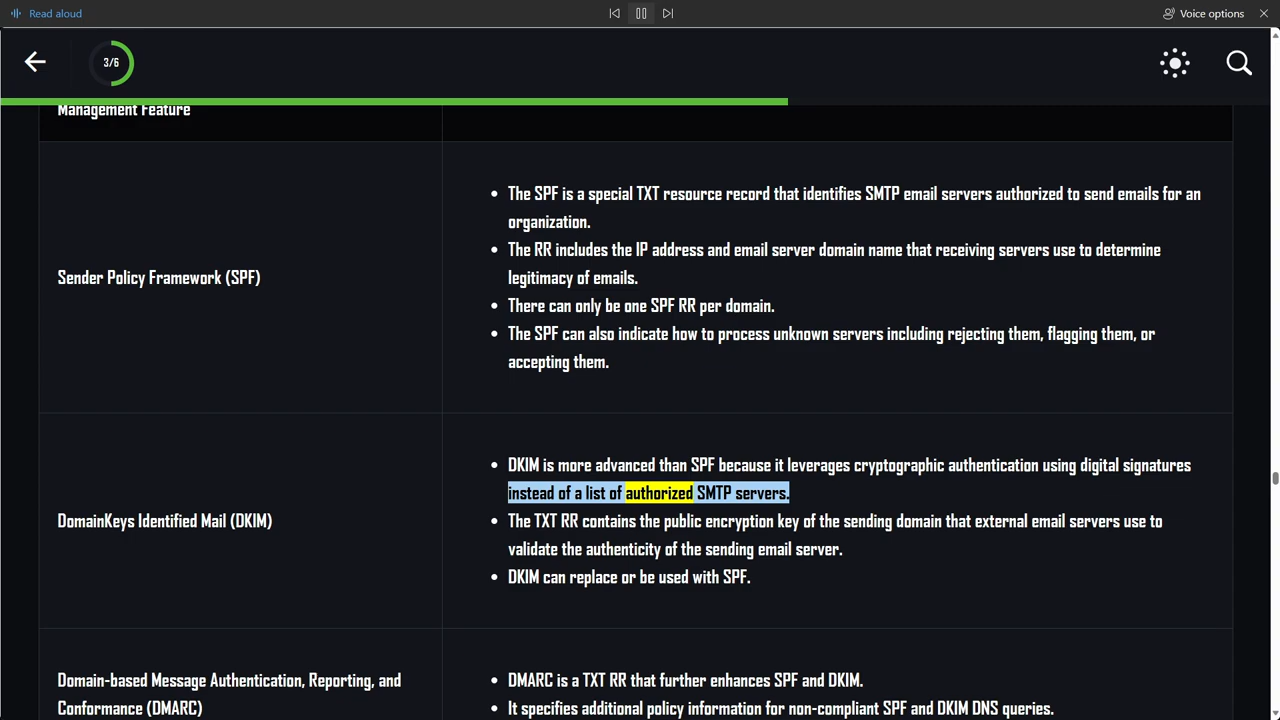 Read aloud
Voice options
3/6
Management Feature
• The SPF is a special TXT resource record that identifies SMTP email servers authorized to send emails for an
organization.
• The RR includes the IP address and email server domain name that receiving servers use to determine
legitimacy of emails.
Sender Policy Framework (SPF)
• There can only be one SPF RR per domain.
• The SPF can also indicate how to process unknown servers including rejecting them, flagging them, or
accepting them.
• DKIM is more advanced than SPF because it leverages cryptographic authentication using digital signatures
instead of a list of authorized SMTP servers.
DomainKeys Identified Mail (DKIM)
• The TXT RR contains the public encryption key of the sending domain that external email servers use to
validate the authenticity of the sending email server.
• DKIM can replace or be used with SPF.
Domain-based Message Authentication, Reporting, and
Conformance (DMARC)
• DMARC is a TXT RR that further enhances SPF and DKIM.
• It specifies additional policy information for non-compliant SPF and DKIM DNS queries.